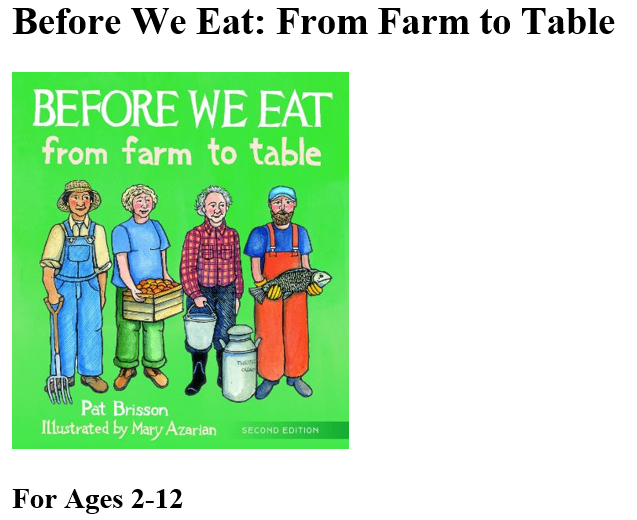 Before We Eat: From Farm to Table
BEFORE WE EAT
from farm to table
Pat Brisson
Illustrated by Mary Azarian
SECOND EDITION
For Ages 2-12